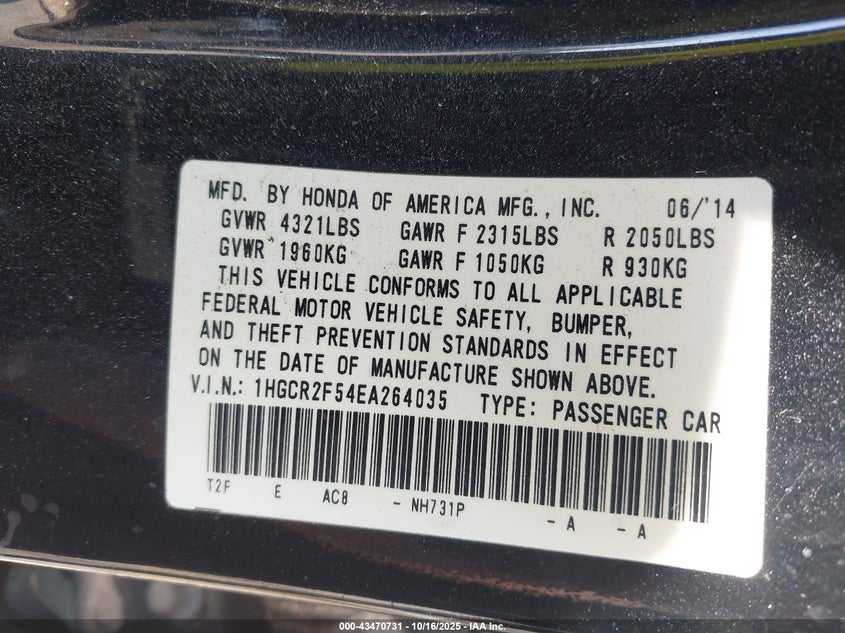 MFD. BY HONDA OF AMERICA MFG., INC. 06/'14
GVWR 4321LBS GAWR F 2315LBS R 2050LBS
GVWR 1960KG GAWR F 1050KG R 930KG
THIS VEHICLE CONFORMS TO ALL APPLICABLE
FEDERAL MOTOR VEHICLE SAFETY, BUMPER,
AND THEFT PREVENTION STANDARDS IN EFFECT
ON THE DATE OF MANUFACTURE SHOWN ABOVE.
V.I.N.: 1HGCR2F54EA264035 TYPE: PASSENGER CAR
T2F E AC8 - NH731P - A - A
000-43470731 - 10/16/2025 - IAA Inc.